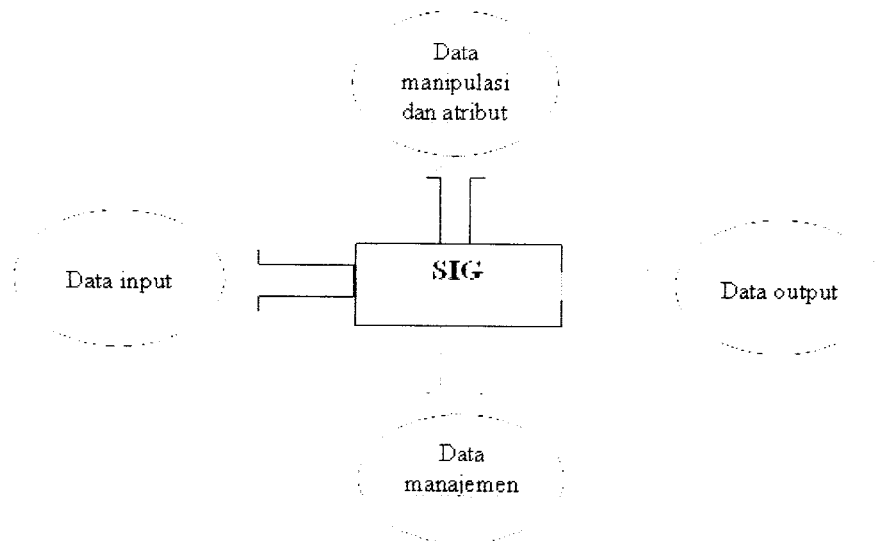 Data
manipulasi
dan atribut
Data input
SIG
Data output
Data
manajemen